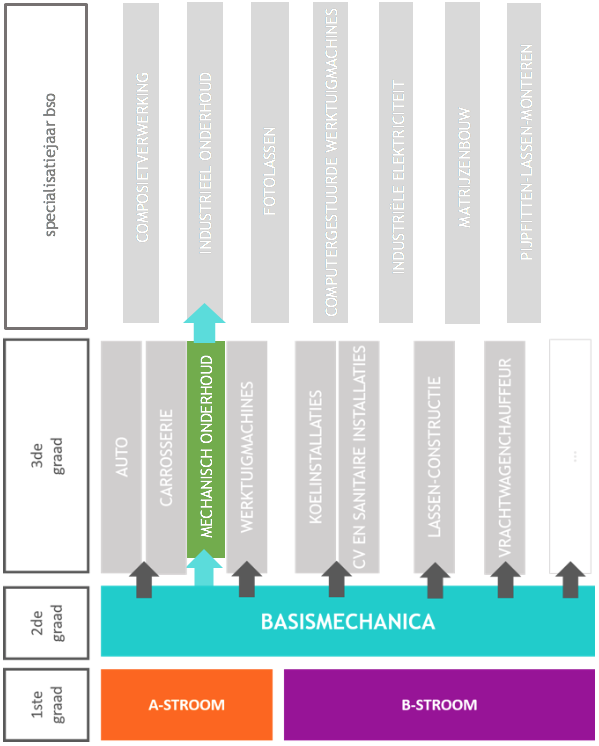 specialisatiejaar bso
COMPOSIETVERWERKING
INDUSTRIEEL ONDERHOUD
FOTOLASSEN
COMPUTERGESTUURDE WERKTUIGMACHINES
INDUSTRIËLE ELEKTRICITEIT
MATRIJZENBOUW
PIJPFITTEN-LASSEN-MONTEREN
3de
graad
AUTO
CARROSSERIE
MECHANISCH ONDERHOUD
WERKTUIGMACHINES
KOELINSTALLATIES
CV EN SANITAIRE INSTALLATIES
LASSEN-CONSTRUCTIE
VRACHTWAGENCHAUFFEUR
...
2de
graad
BASISMECHANICA
1ste
graad
A-STROOM
B-STROOM